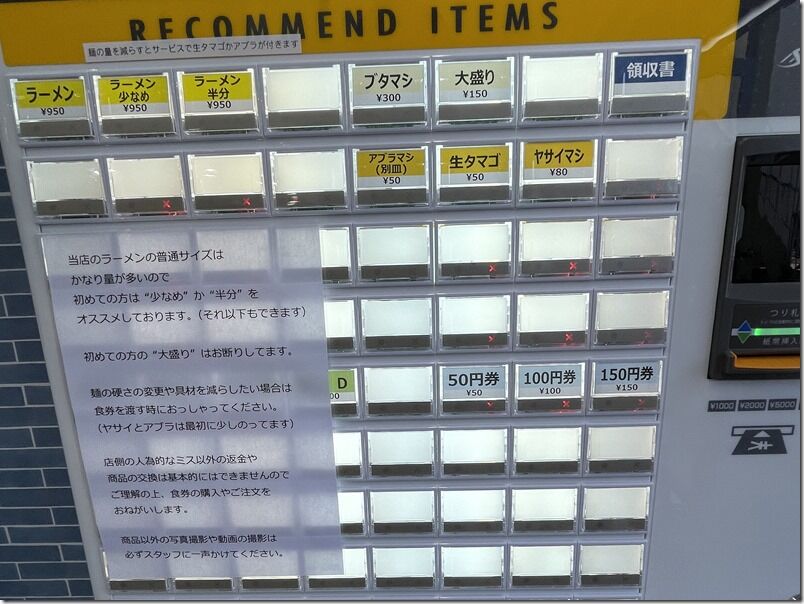 RECOMMEND ITEMS
麺の量を減らすとサービスで生タマゴかアブラが付きます
ラーメン
¥950
ラーメン
少なめ
¥950
ラーメン
半分
¥950
ブタマシ
¥300
大盛り
¥150
領収書
アブラマシ
(別皿)
¥50
生タマゴ
¥50
ヤサイマシ
¥80
当店のラーメンの普通サイズは
かなり量が多いので
初めての方は“少なめ”か“半分”を
オススメしております。(それ以下もできます)
初めての方の“大盛り”はお断りしてます。
麺の硬さの変更や具材を減らしたい場合は
食券を渡す時におっしゃってください。
(ヤサイとアブラは最初に少しのってます)
店側の人為的なミス以外の返金や
商品の交換は基本的にはできませんので
ご理解の上、食券の購入やご注文を
おねがいします。
商品以外の写真撮影や動画の撮影は
必ずスタッフに一声かけてください。
D
00
50円券
¥50
100円券
¥100
150円券
¥150
つり札
紙幣挿入
¥1000 ¥2000 ¥5000